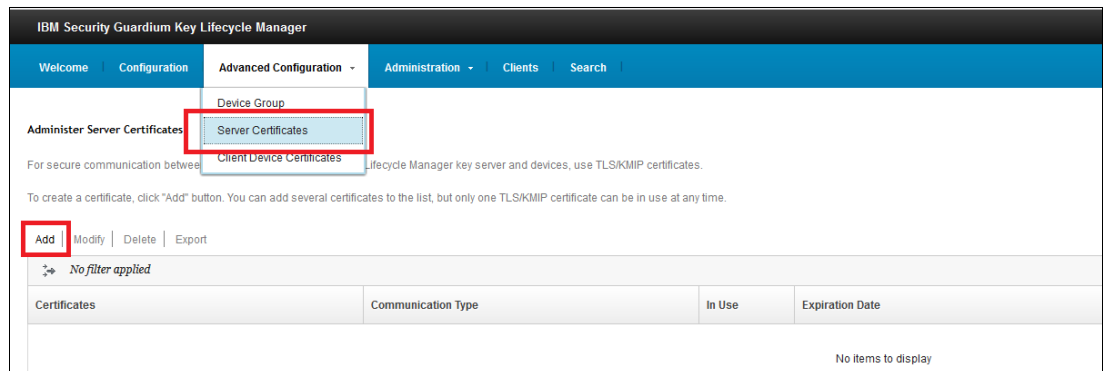 IBM Security Guardium Key Lifecycle Manager
Welcome Configuration Advanced Configuration Administration Clients Search
Device Group
Administer Server Certificates Server Certificates
Client Device Certificates
For secure communication betwee Lifecycle Manager key server and devices, use TLS/KMIP certificates.
To create a certificate, click "Add" button. You can add several certificates to the list, but only one TLS/KMIP certificate can be in use at any time.
Add Modify Delete Export
No filter applied
Certificates Communication Type In Use Expiration Date
No items to display